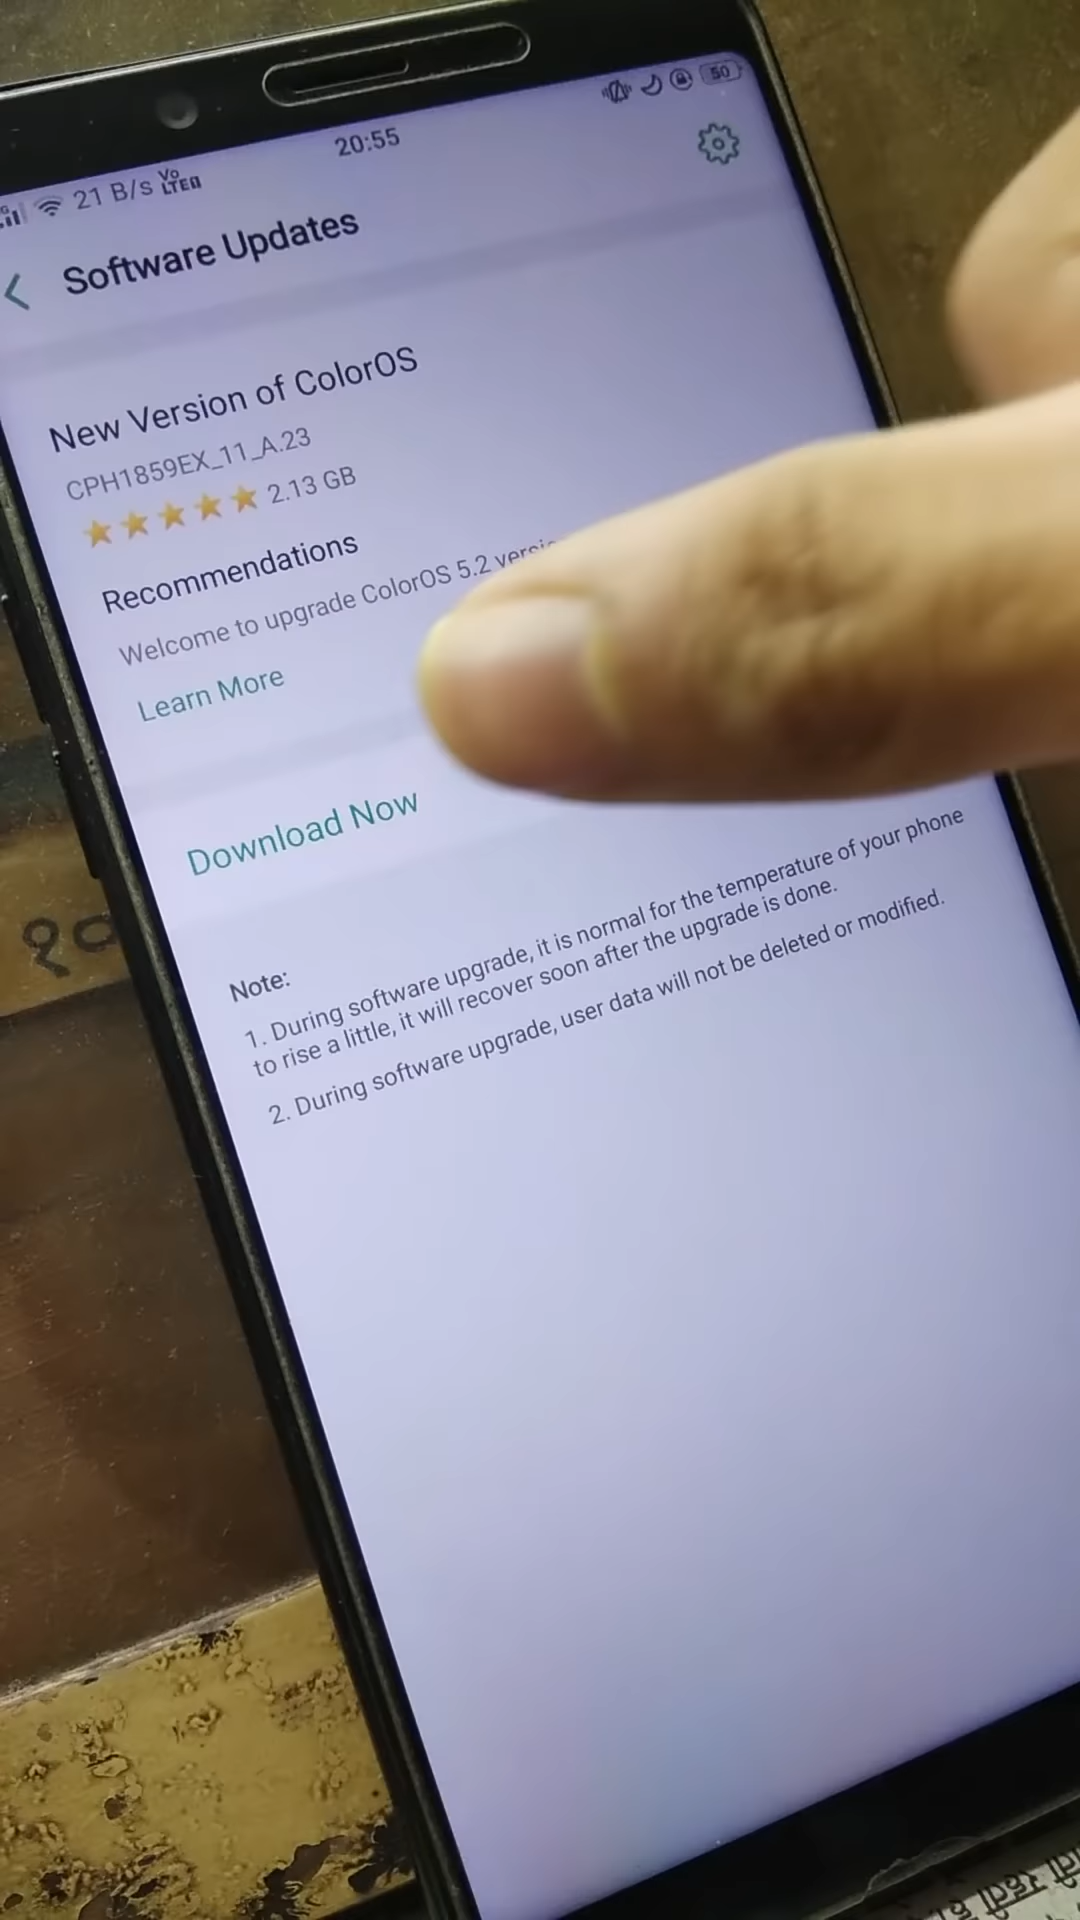 20:55
50
21 B/s Vo LTE
Software Updates
New Version of ColorOS
CPH1859EX_11_A.23
2.13 GB
Recommendations
Welcome to upgrade ColorOS 5.2
Learn More
Download Now
Note:
1. During software upgrade, it is normal for the temperature of your phone
to rise a little, it will recover soon after the upgrade is done.
2. During software upgrade, user data will not be deleted or modified.
१०